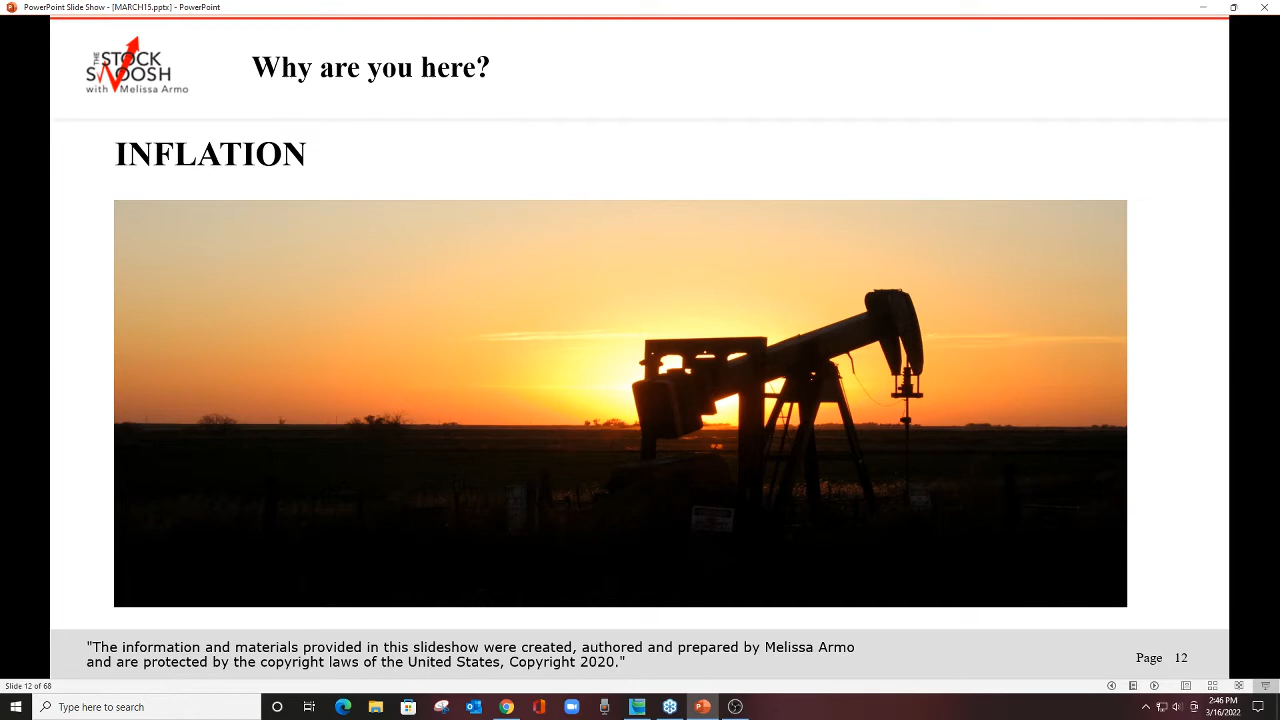 PowerPoint Slide Show - [MARCH15.pptx] - PowerPoint
THE
STOCK
SWOOSH
with Melissa Armo
Why are you here?
INFLATION
"The information and materials provided in this slideshow were created, authored and prepared by Melissa Armo
and are protected by the copyright laws of the United States, Copyright 2020."
Page 12
Slide 12 of 68
Type here to search
2:46 PM
3/16/2022